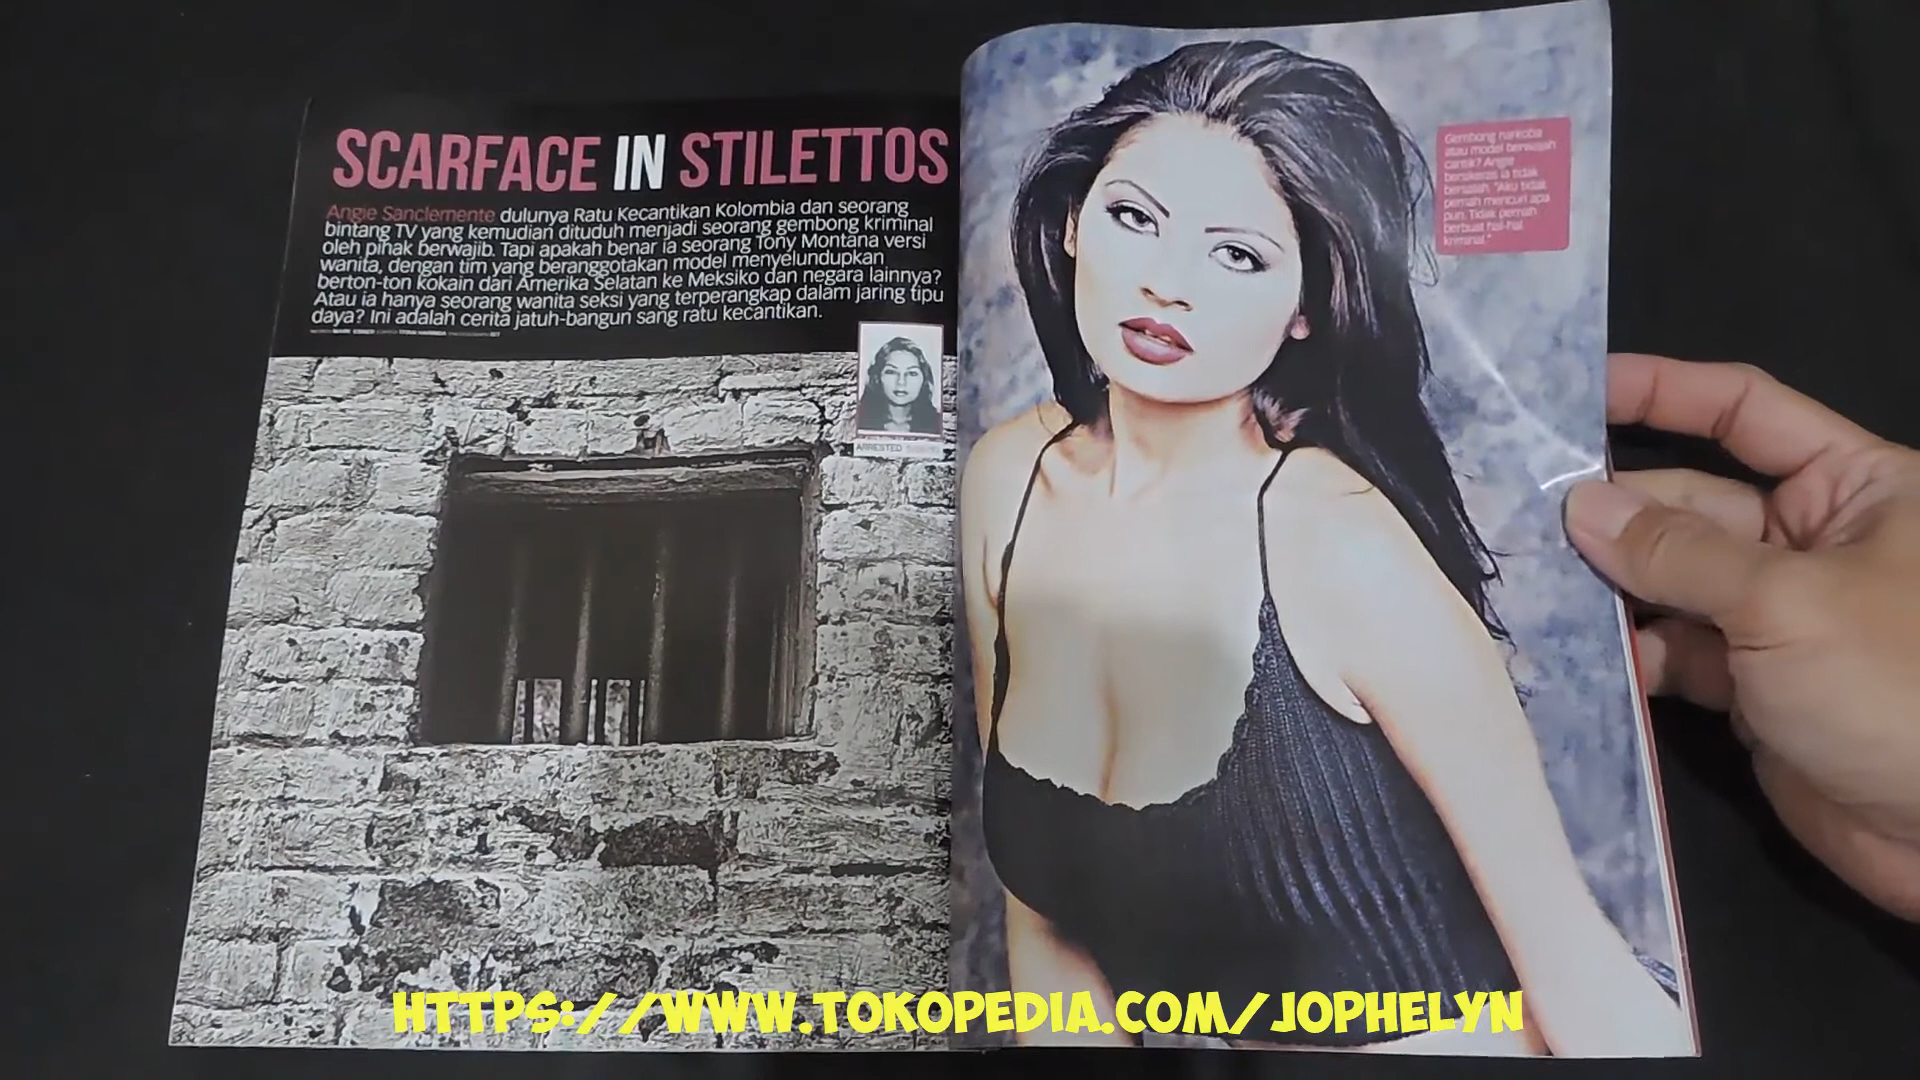 SCARFACE IN STILETTOS
Angie Sanclemente dulunya Ratu Kecantikan Kolombia dan seorang
bintang TV yang kemudian dituduh menjadi seorang gembong kriminal
oleh pihak berwajib. Tapi apakah benar ia seorang Tony Montana versi
wanita, dengan tim yang beranggotakan model menyelundupkan
berton-ton kokain dari Amerika Selatan ke Meksiko dan negara lainnya?
Atau ia hanya seorang wanita seksi yang terperangkap dalam jaring tipu
daya? Ini adalah cerita jatuh-bangun sang ratu kecantikan.
ARRESTED
Gembong narkoba
atau model berwajah
cantik? Angie
bersikeras ia tidak
bersalah. "Aku tidak
pernah mencuri apa
pun. Tidak pernah
berbuat hal-hal
kriminal."
HTTPS://WWW.TOKOPEDIA.COM/JOPHELYN